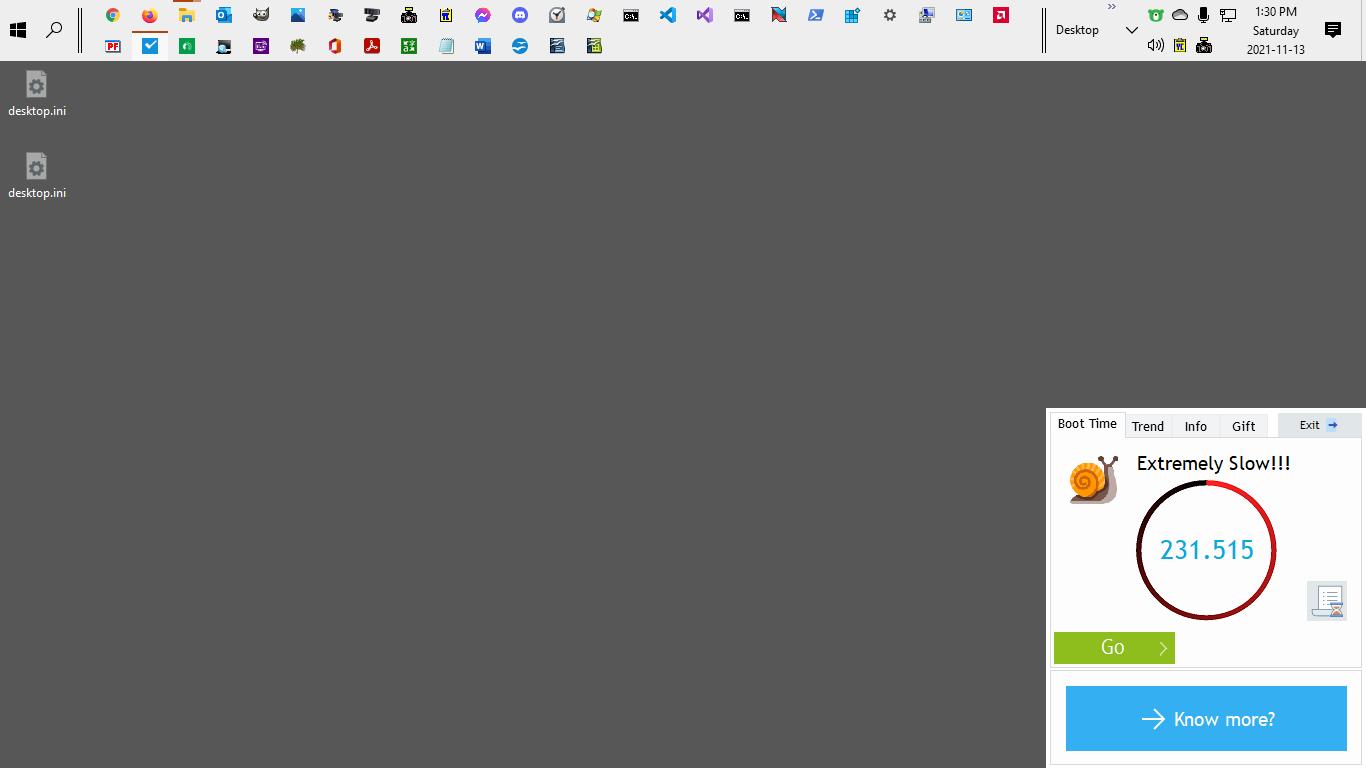 1:30 PM
Desktop
Saturday
PF
2021-11-13
desktop.ini
desktop.ini
Boot Time Trend Info Gift Exit
Extremely Slow!!!
231.515
Go
Know more?